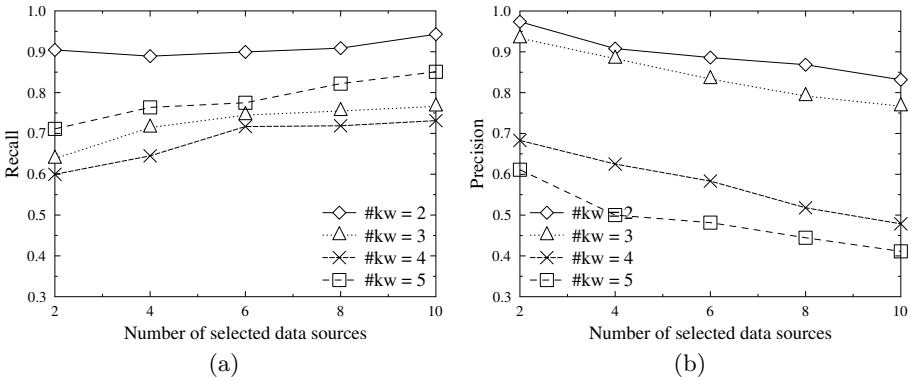 1.0
0.9
0.8
0.7
0.6
0.5
0.4
0.3
Recall
2
4
6
8
10
Number of selected data sources
#kw = 2
#kw = 3
#kw = 4
#kw = 5
(a)
1.0
0.9
0.8
0.7
0.6
0.5
0.4
0.3
Precision
2
4
6
8
10
Number of selected data sources
#kw = 2
#kw = 3
#kw = 4
#kw = 5
(b)